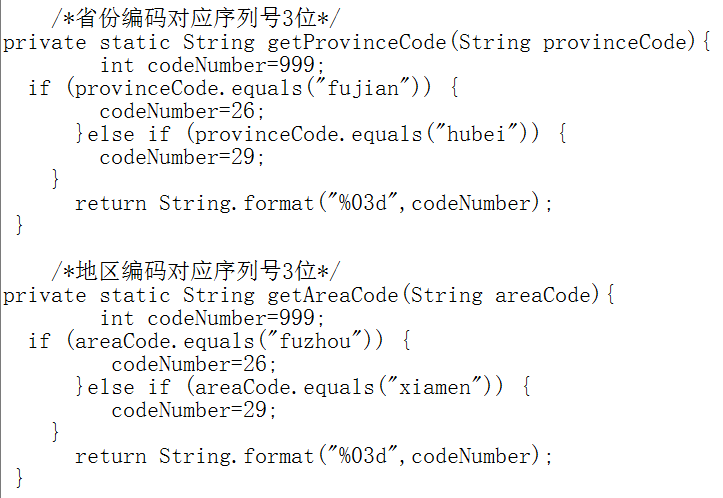 /*省份编码对应序列号3位*/
private static String getProvinceCode(String provinceCode){
int codeNumber=999;
if (provinceCode.equals("fujian")) {
codeNumber=26;
}else if (provinceCode.equals("hubei")) {
codeNumber=29;
}
return String.format("%03d",codeNumber);
}
/*地区编码对应序列号3位*/
private static String getAreaCode(String areaCode){
int codeNumber=999;
if (areaCode.equals("fuzhou")) {
codeNumber=26;
}else if (areaCode.equals("xiamen")) {
codeNumber=29;
}
return String.format("%03d",codeNumber);
}